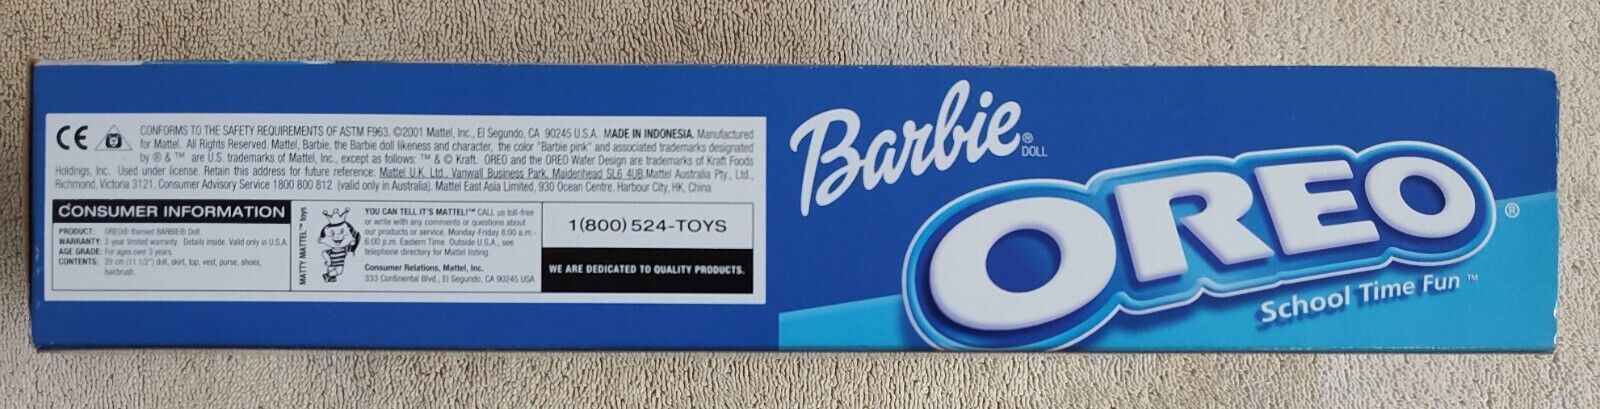 CE CONFORMS TO THE SAFETY REQUIREMENTS OF ASTM F963. ©2001 Mattel, Inc., El Segundo, CA 90245 U.S.A. MADE IN INDONESIA. Manufactured
for Mattel. All Rights Reserved. Mattel, Barbie, the Barbie doll likeness and character, the color "Barbie pink" and associated trademarks designated
by ® & ™ are U.S. trademarks of Mattel, Inc., except as follows: ™ & © Kraft. OREO and the OREO Wafer Design are trademarks of Kraft Foods
Holdings, Inc. Used under license. Retain this address for future reference: Mattel U.K. Ltd., Vanwall Business Park, Maidenhead SL6 4UB.Mattel Australia Pty., Ltd.,
Richmond, Victoria 3121. Consumer Advisory Service 1800 800 812 (valid only in Australia). Mattel East Asia Limited, 930 Ocean Centre, Harbour City, HK, China
CONSUMER INFORMATION
PRODUCT: OREO® themed BARBIE® Doll
WARRANTY: 2-year limited warranty. Details inside. Valid only in U.S.A.
AGE GRADE: For ages over 3 years.
CONTENTS: 29 cm (11 1/2") doll, skirt, top, vest, purse, shoes,
hairbrush.
MATTY MATTEL™ toys
YOU CAN TELL IT'S MATTEL!™ CALL us toll-free
or write with any comments or questions about
our products or service. Monday-Friday 8:00 a.m.-
6:00 p.m. Eastern Time. Outside U.S.A., see
telephone directory for Mattel listing.
Consumer Relations, Mattel, Inc.
333 Continental Blvd., El Segundo, CA 90245 USA
1(800) 524-TOYS
WE ARE DEDICATED TO QUALITY PRODUCTS.
Barbie®
DOLL
OREO®
School Time Fun™